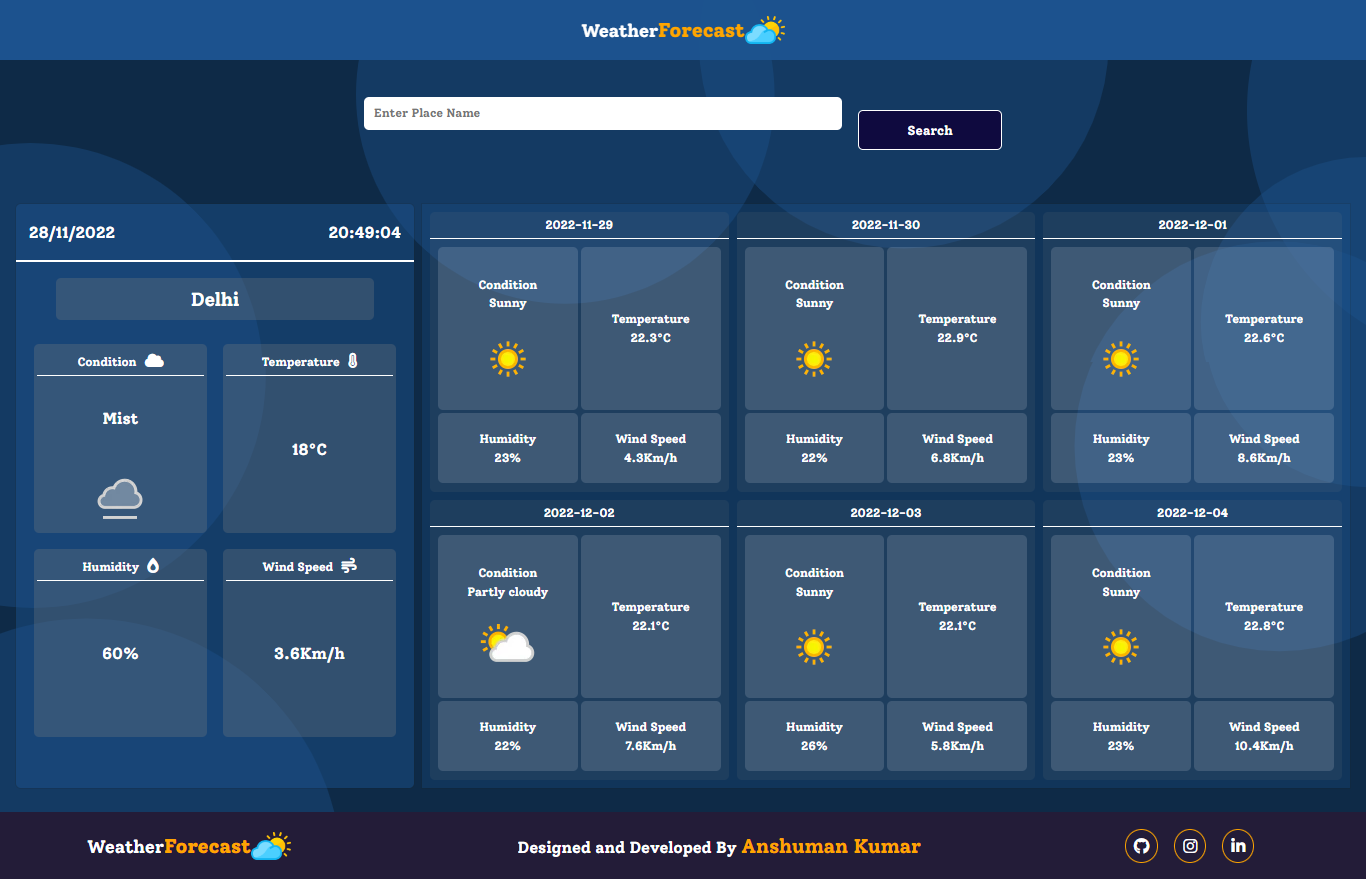 WeatherForecast
Enter Place Name
Search
28/11/2022 20:49:04
Delhi
Condition
Mist
Temperature
18°C
Humidity
60%
Wind Speed
3.6Km/h
2022-11-29
Condition
Sunny
Temperature
22.3°C
Humidity
23%
Wind Speed
4.3Km/h
2022-11-30
Condition
Sunny
Temperature
22.9°C
Humidity
22%
Wind Speed
6.8Km/h
2022-12-01
Condition
Sunny
Temperature
22.6°C
Humidity
23%
Wind Speed
8.6Km/h
2022-12-02
Condition
Partly cloudy
Temperature
22.1°C
Humidity
22%
Wind Speed
7.6Km/h
2022-12-03
Condition
Sunny
Temperature
22.1°C
Humidity
26%
Wind Speed
5.8Km/h
2022-12-04
Condition
Sunny
Temperature
22.8°C
Humidity
23%
Wind Speed
10.4Km/h
WeatherForecast
Designed and Developed By Anshuman Kumar
in